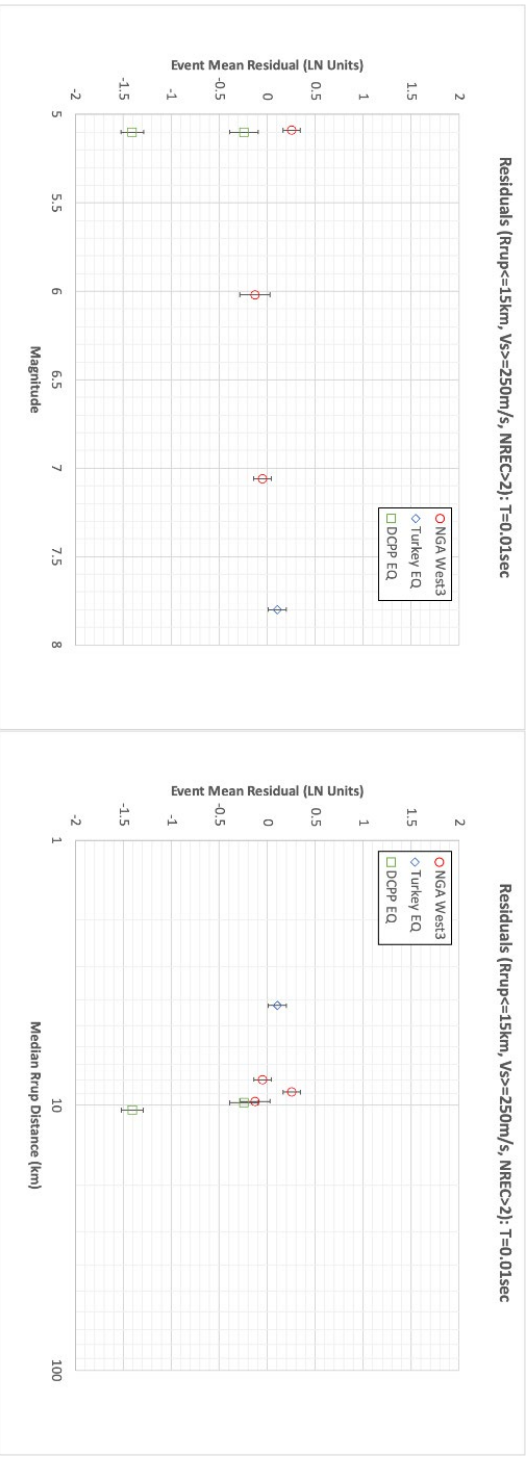 Residuals (Rrup<=15km, Vs>=250m/s, NREC>2): T=0.01sec
2
1.5
1
0.5
0
-0.5
-1
-1.5
-2
Event Mean Residual (LN Units)
NGA West3
Turkey EQ
DCPP EQ
5
5.5
6
6.5
7
7.5
8
Magnitude
Residuals (Rrup<=15km, Vs>=250m/s, NREC>2): T=0.01sec
2
1.5
1
0.5
0
-0.5
-1
-1.5
-2
Event Mean Residual (LN Units)
NGA West3
Turkey EQ
DCPP EQ
1
10
100
Median Rrup Distance (km)